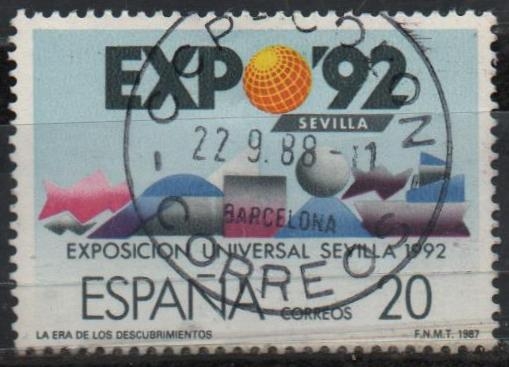 EXPO '92
SEVILLA
22 9.88
BARCELONA
EXPOSICION UNIVERSAL SEVILLA 1992
CORREOS
ESPAÑA CORREOS 20
LA ERA DE LOS DESCUBRIMIENTOS F.N.M.T. 1987